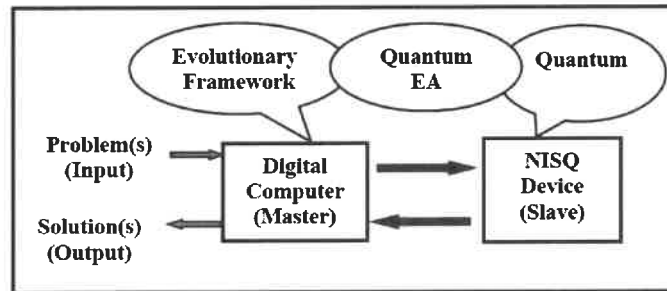 Evolutionary
Framework
Quantum
EA
Quantum
Problem(s)
(Input)
Digital
Computer
(Master)
NISQ
Device
(Slave)
Solution(s)
(Output)